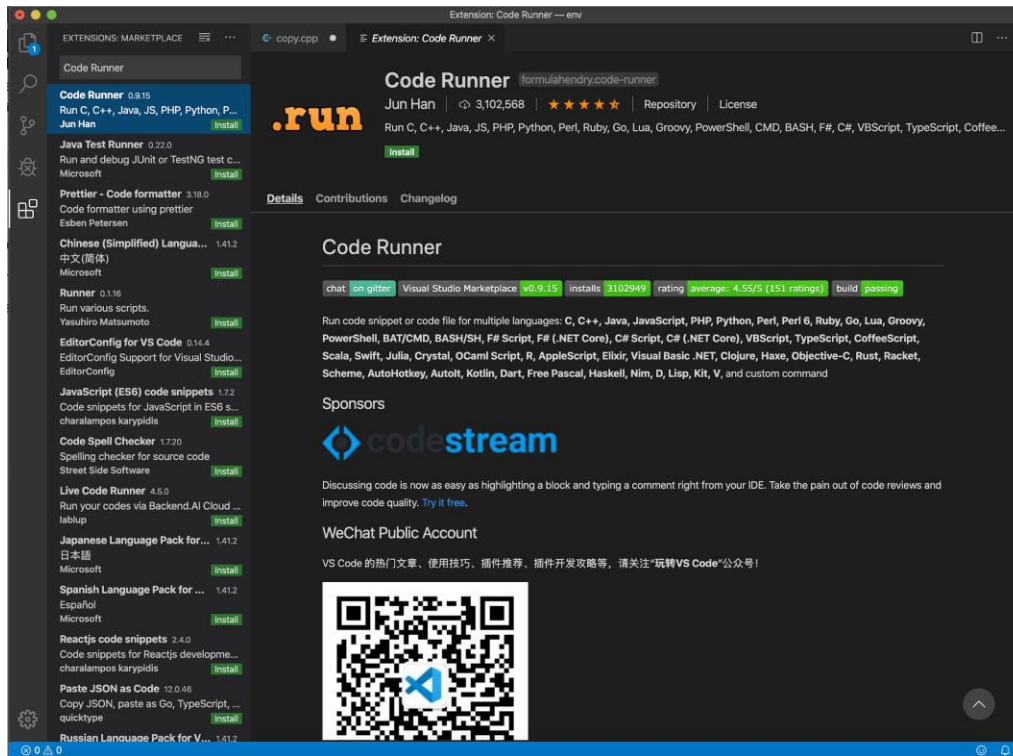 Extension: Code Runner — env
EXTENSIONS: MARKETPLACE
Code Runner
Code Runner 0.9.15
Run C, C++, Java, JS, PHP, Python, P...
Jun Han Install
Java Test Runner 0.22.0
Run and debug JUnit or TestNG test c...
Microsoft Install
Prettier - Code formatter 3.18.0
Code formatter using prettier
Esben Petersen Install
Chinese (Simplified) Langua... 1.41.2
中文(简体)
Microsoft Install
Runner 0.1.16
Run various scripts.
Yasuhiro Matsumoto Install
EditorConfig for VS Code 0.14.4
EditorConfig Support for Visual Studio...
EditorConfig Install
JavaScript (ES6) code snippets 1.7.2
Code snippets for JavaScript in ES6 s...
charalampos karypidis Install
Code Spell Checker 1.7.20
Spelling checker for source code
Street Side Software Install
Live Code Runner 4.5.0
Run your codes via Backend.AI Cloud ...
lablup Install
Japanese Language Pack for... 1.41.2
日本語
Microsoft Install
Spanish Language Pack for ... 1.41.2
Español
Microsoft Install
Reactjs code snippets 2.4.0
Code snippets for Reactjs developme...
charalampos karypidis Install
Paste JSON as Code 12.0.46
Copy JSON, paste as Go, TypeScript, ...
quicktype Install
Russian Language Pack for V... 1.41.2
copy.cpp Extension: Code Runner
.run
Code Runner formulahendry.code-runner
Jun Han 3,102,568 Repository License
Run C, C++, Java, JS, PHP, Python, Perl, Ruby, Go, Lua, Groovy, PowerShell, CMD, BASH, F#, C#, VBScript, TypeScript, Coffee...
Install
Details Contributions Changelog
Code Runner
chat on gitter Visual Studio Marketplace v0.9.15 installs 3102949 rating average: 4.55/5 (151 ratings) build passing
Run code snippet or code file for multiple languages: C, C++, Java, JavaScript, PHP, Python, Perl, Perl 6, Ruby, Go, Lua, Groovy,
PowerShell, BAT/CMD, BASH/SH, F# Script, F# (.NET Core), C# Script, C# (.NET Core), VBScript, TypeScript, CoffeeScript,
Scala, Swift, Julia, Crystal, OCaml Script, R, AppleScript, Elixir, Visual Basic .NET, Clojure, Haxe, Objective-C, Rust, Racket,
Scheme, AutoHotkey, AutoIt, Kotlin, Dart, Free Pascal, Haskell, Nim, D, Lisp, Kit, V, and custom command
Sponsors
codestream
Discussing code is now as easy as highlighting a block and typing a comment right from your IDE. Take the pain out of code reviews and
improve code quality. Try it free.
WeChat Public Account
VS Code 的热门文章、使用技巧、插件推荐、插件开发攻略等，请关注“玩转VS Code”公众号！
1
0 0